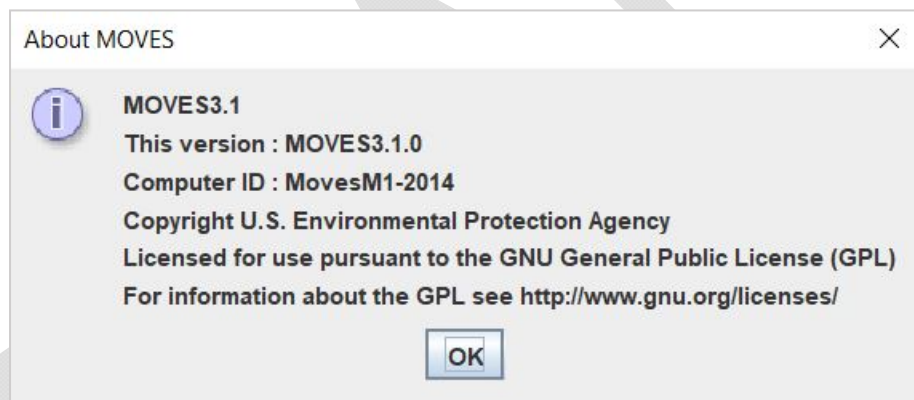 About MOVES
MOVES3.1
This version : MOVES3.1.0
Computer ID : MovesM1-2014
Copyright U.S. Environmental Protection Agency
Licensed for use pursuant to the GNU General Public License (GPL)
For information about the GPL see http://www.gnu.org/licenses/
OK